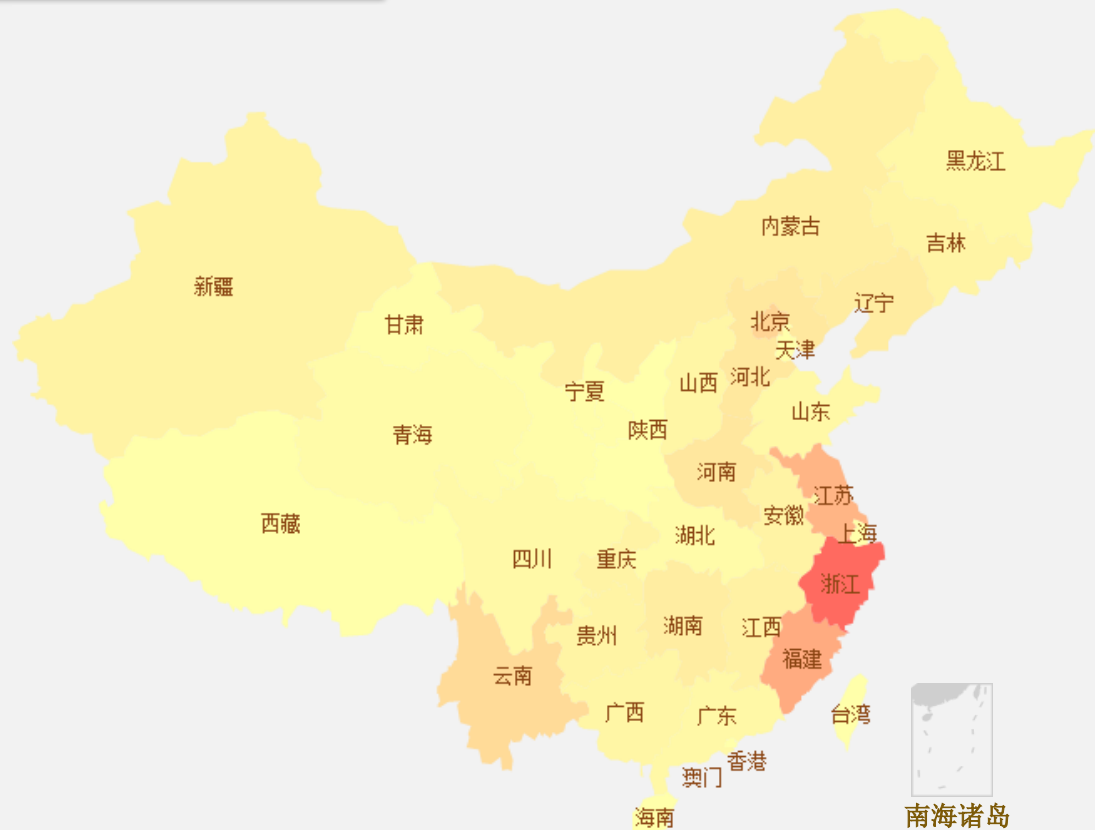 黑龙江
内蒙古
吉林
新疆
辽宁
北京
甘肃
天津
河北
山西
宁夏
山东
陕西
青海
河南
江苏
安徽
西藏
上海
湖北
四川
重庆
浙江
湖南
江西
贵州
福建
云南
广西
广东
台湾
香港
澳门
海南
南海诸岛